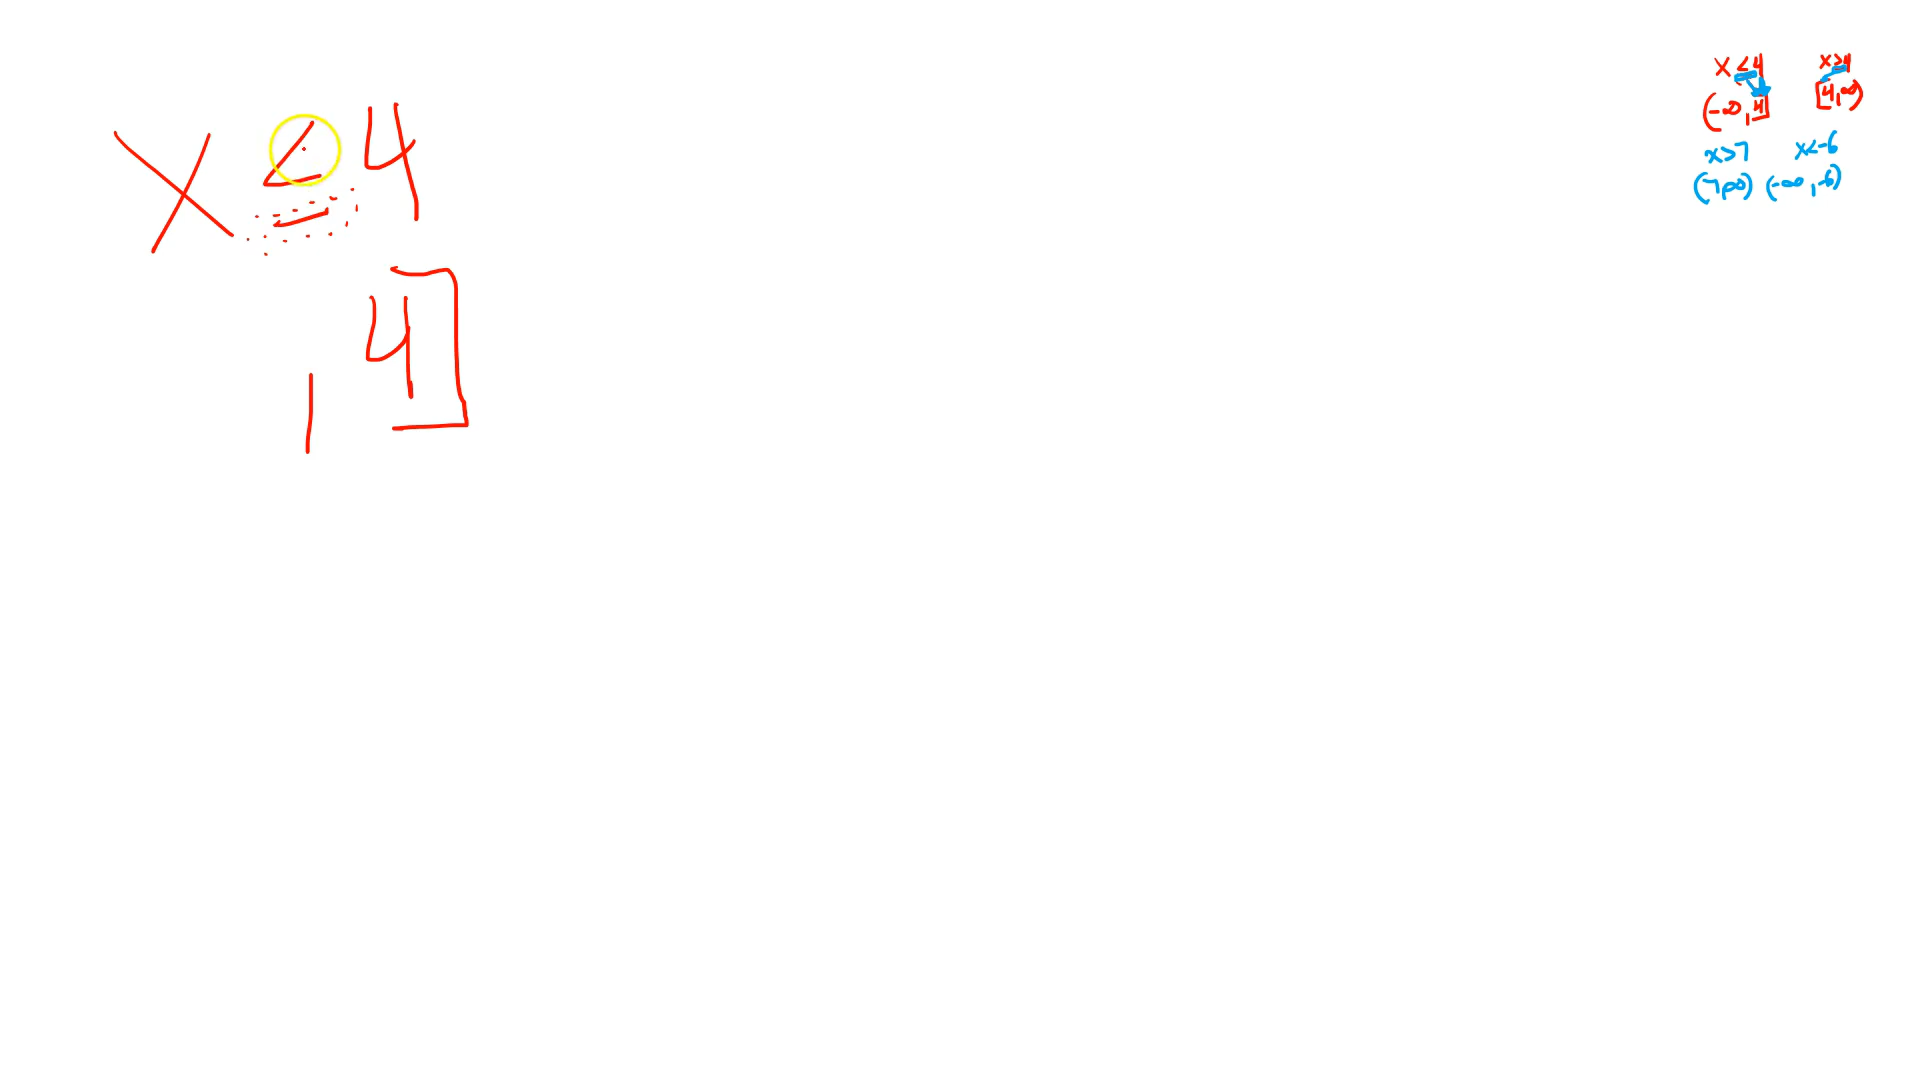 x ≤ 4
, 4]
x ≤ 4 x ≥ 4
(-∞, 4] [4, ∞)
x > 7 x < -6
(7, ∞) (-∞, -6)